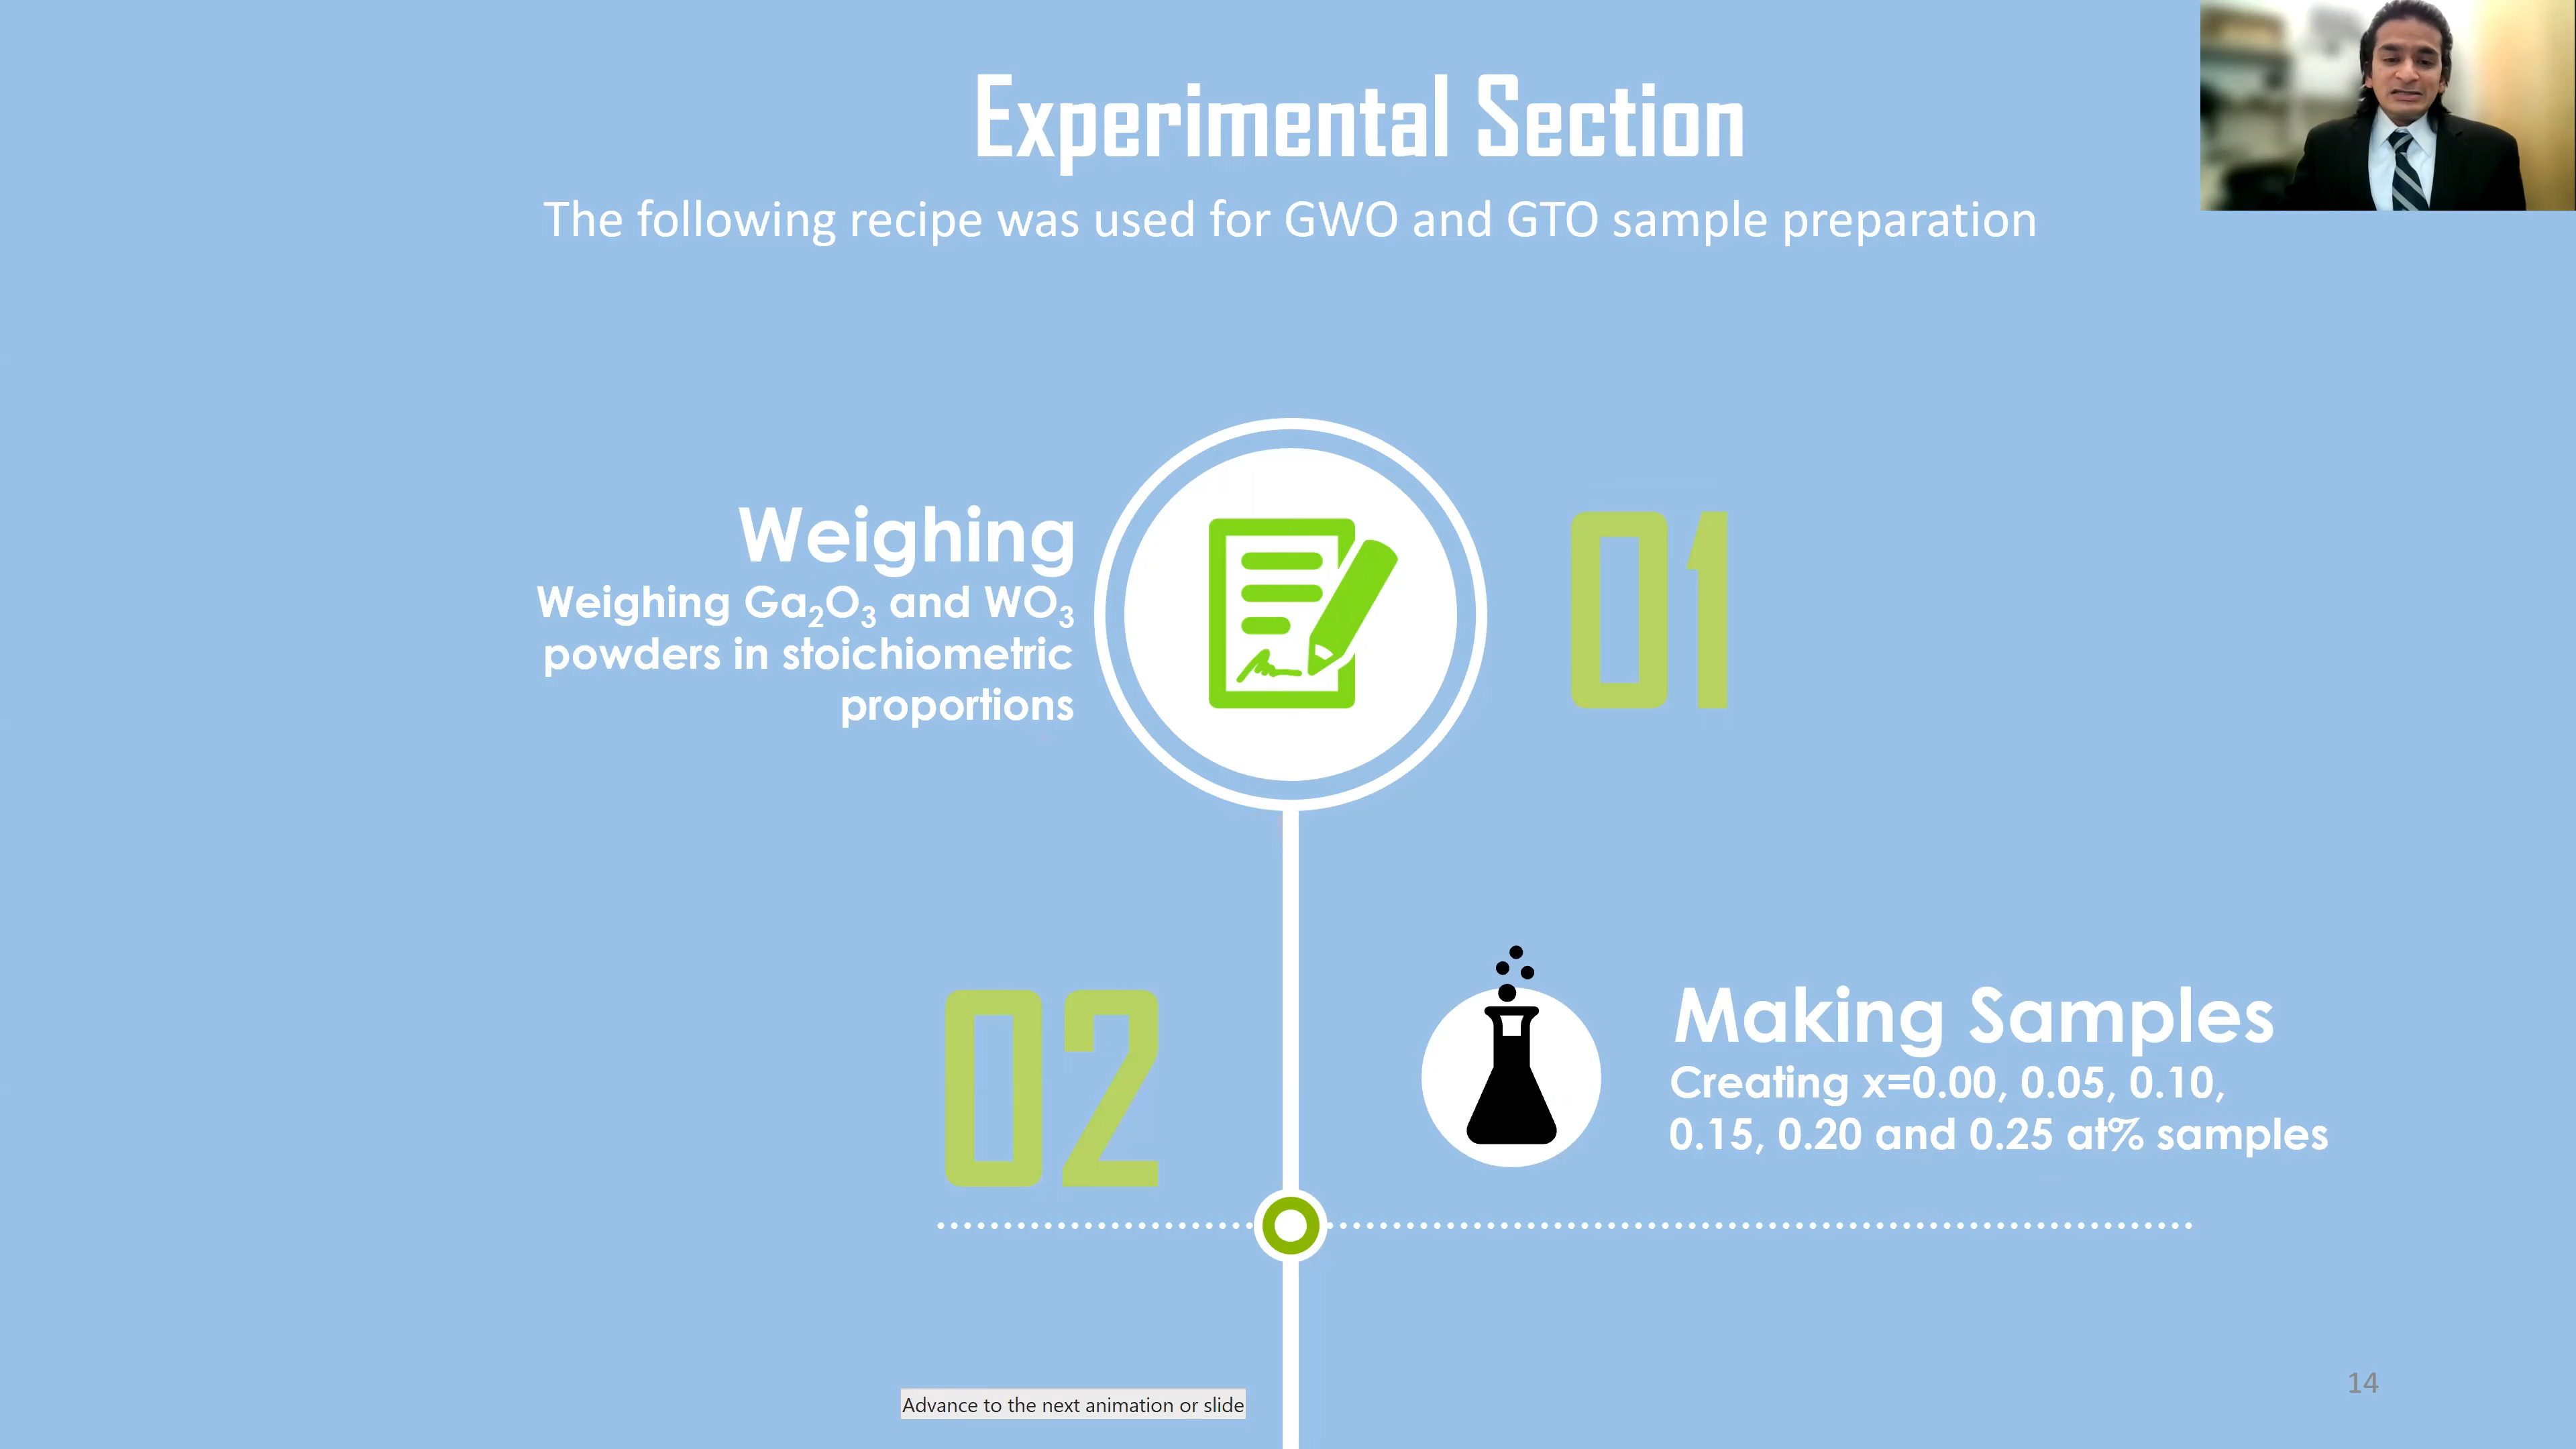 Experimental Section
The following recipe was used for GWO and GTO sample preparation
Weighing
Weighing Ga₂O₃ and WO₃
powders in stoichiometric
proportions
01
02
Making Samples
Creating x=0.00, 0.05, 0.10,
0.15, 0.20 and 0.25 at% samples
Advance to the next animation or slide
14